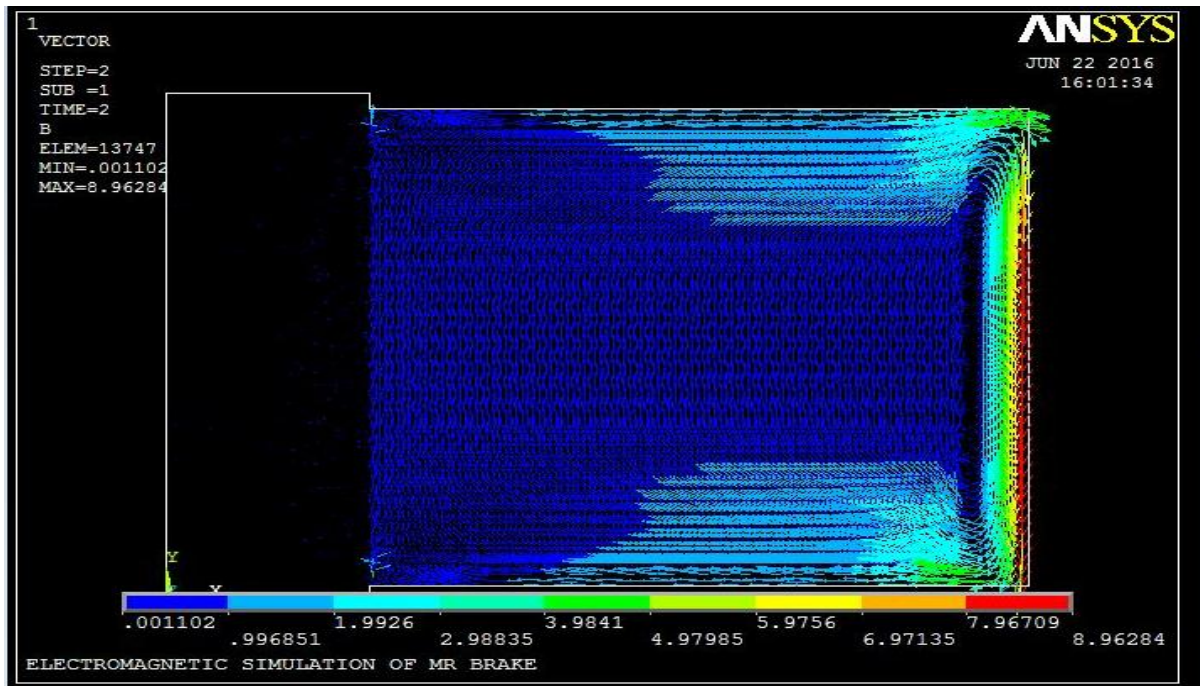 1
VECTOR
STEP=2
SUB =1
TIME=2
B
ELEM=13747
MIN=.001102
MAX=8.96284
ANSYS
JUN 22 2016
16:01:34
Y
X
.001102 1.9926 3.9841 5.9756 7.96709
.996851 2.98835 4.97985 6.97135 8.96284
ELECTROMAGNETIC SIMULATION OF MR BRAKE